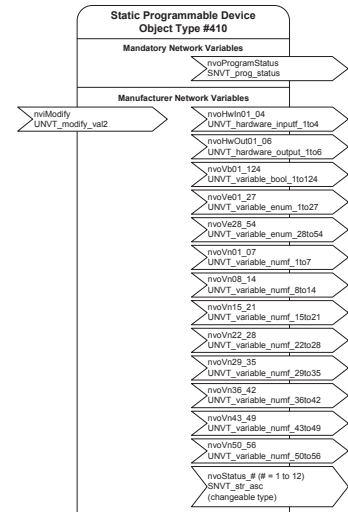 Static Programmable Device
Object Type #410
Mandatory Network Variables
nvoProgramStatus
SNVT_prog_status
Manufacturer Network Variables
nviModify
UNVT_modify_val2
nvoHwIn01_04
UNVT_hardware_inputf_1to4
nvoHwOut01_06
UNVT_hardware_output_1to6
nvoVb01_124
UNVT_variable_bool_1to124
nvoVe01_27
UNVT_variable_enum_1to27
nvoVe28_54
UNVT_variable_enum_28to54
nvoVn01_07
UNVT_variable_numf_1to7
nvoVn08_14
UNVT_variable_numf_8to14
nvoVn15_21
UNVT_variable_numf_15to21
nvoVn22_28
UNVT_variable_numf_22to28
nvoVn29_35
UNVT_variable_numf_29to35
nvoVn36_42
UNVT_variable_numf_36to42
nvoVn43_49
UNVT_variable_numf_43to49
nvoVn50_56
UNVT_variable_numf_50to56
nvoStatus_# (# = 1 to 12)
SNVT_str_asc
(changeable type)